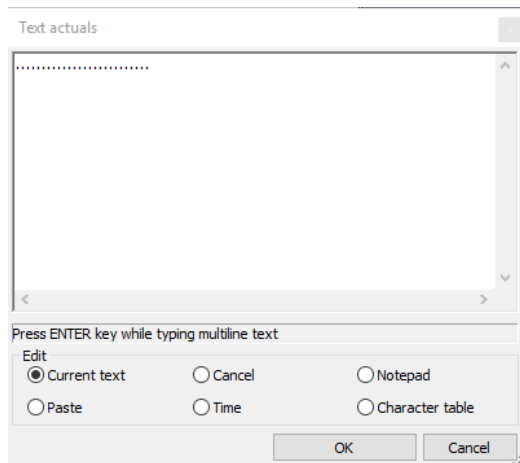 Text actuals
..........................
Press ENTER key while typing multiline text
Edit
Current text Cancel Notepad
Paste Time Character table
OK Cancel